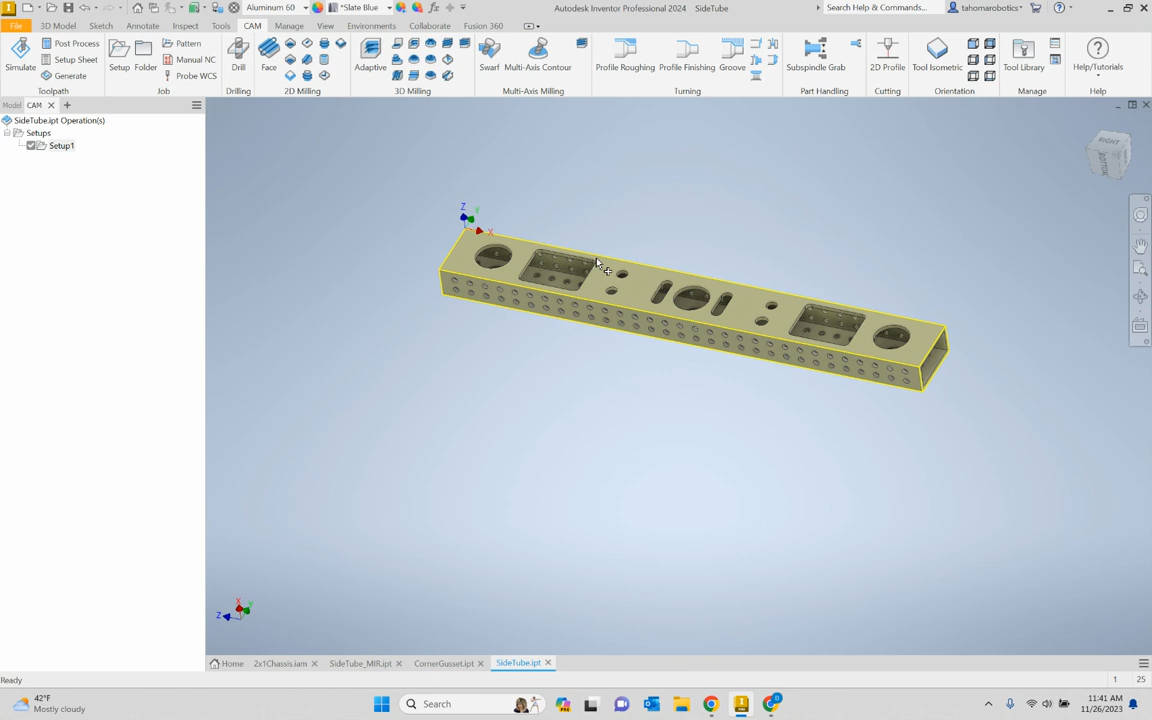 Aluminum 60
*Slate Blue
Autodesk Inventor Professional 2024 SideTube
Search Help & Commands...
tahomarobotics
File
3D Model
Sketch
Annotate
Inspect
Tools
CAM
Manage
View
Environments
Collaborate
Fusion 360
Simulate
Post Process
Setup Sheet
Generate
Toolpath
Setup
Folder
Pattern
Manual NC
Probe WCS
Job
Drill
Drilling
Face
2D Milling
Adaptive
3D Milling
Swarf
Multi-Axis Contour
Multi-Axis Milling
Profile Roughing
Profile Finishing
Groove
Turning
Subspindle Grab
Part Handling
2D Profile
Cutting
Tool Isometric
Orientation
Tool Library
Manage
Help/Tutorials
Help
Model
CAM
SideTube.ipt Operation(s)
Setups
Setup1
Z
Y
X
RIGHT
BOTTOM
X
Y
Z
Home
2x1Chassis.iam
SideTube_MIR.ipt
CornerGusset.ipt
SideTube.ipt
Ready
1
25
42°F
Mostly cloudy
Search
11:41 AM
11/26/2023